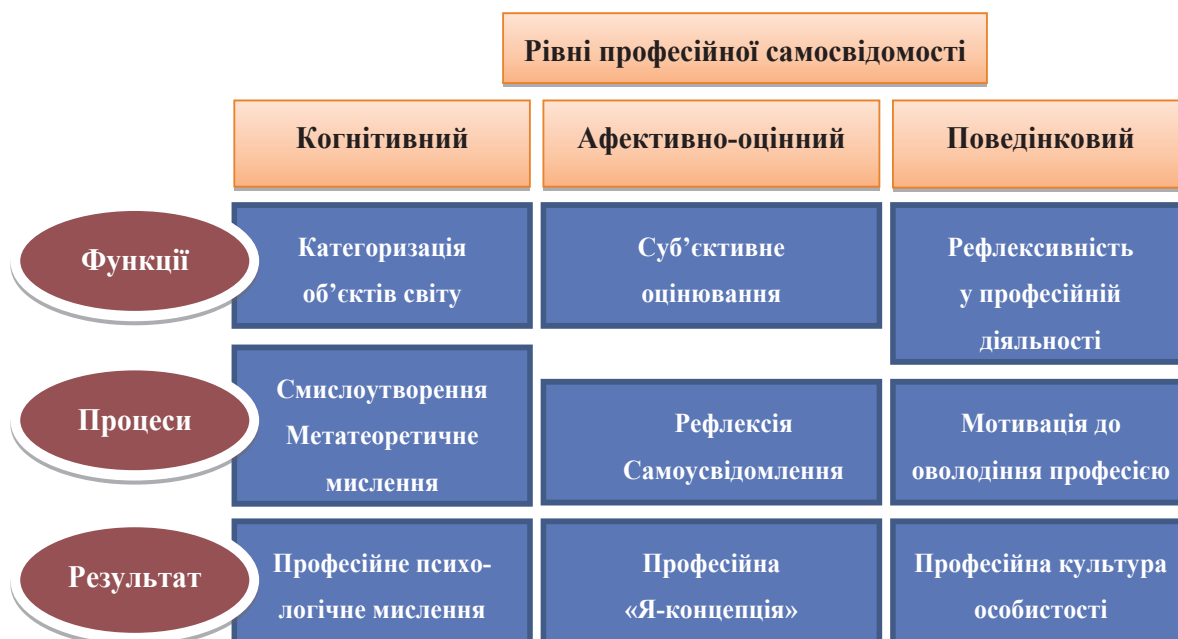 Рівні професійної самосвідомості
Когнітивний
Афективно-оцінний
Поведінковий
Функції
Категоризація
об’єктів світу
Суб’єктивне
оцінювання
Рефлексивність
у професійній
діяльності
Процеси
Смислоутворення
Метатеоретичне
мислення
Рефлексія
Самоусвідомлення
Мотивація до
оволодіння професією
Результат
Професійне психо-
логічне мислення
Професійна
«Я-концепція»
Професійна культура
особистості